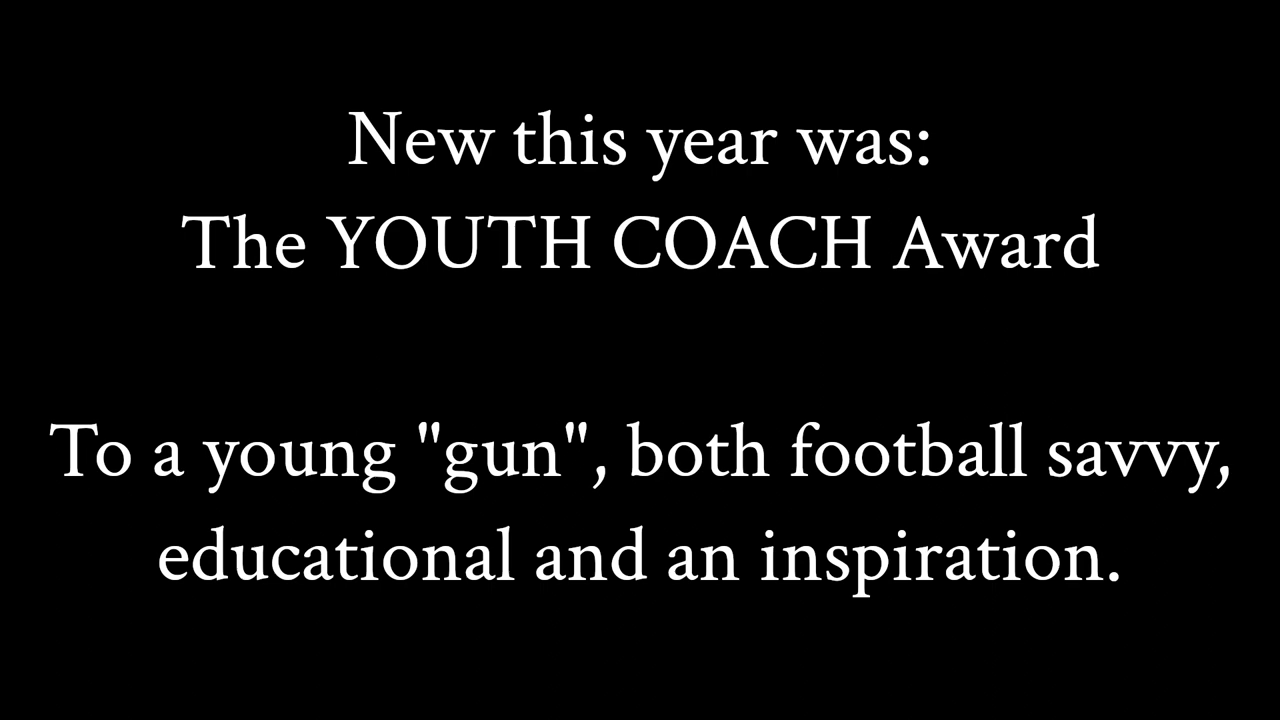 New this year was:
The YOUTH COACH Award
To a young "gun", both football savvy,
educational and an inspiration.